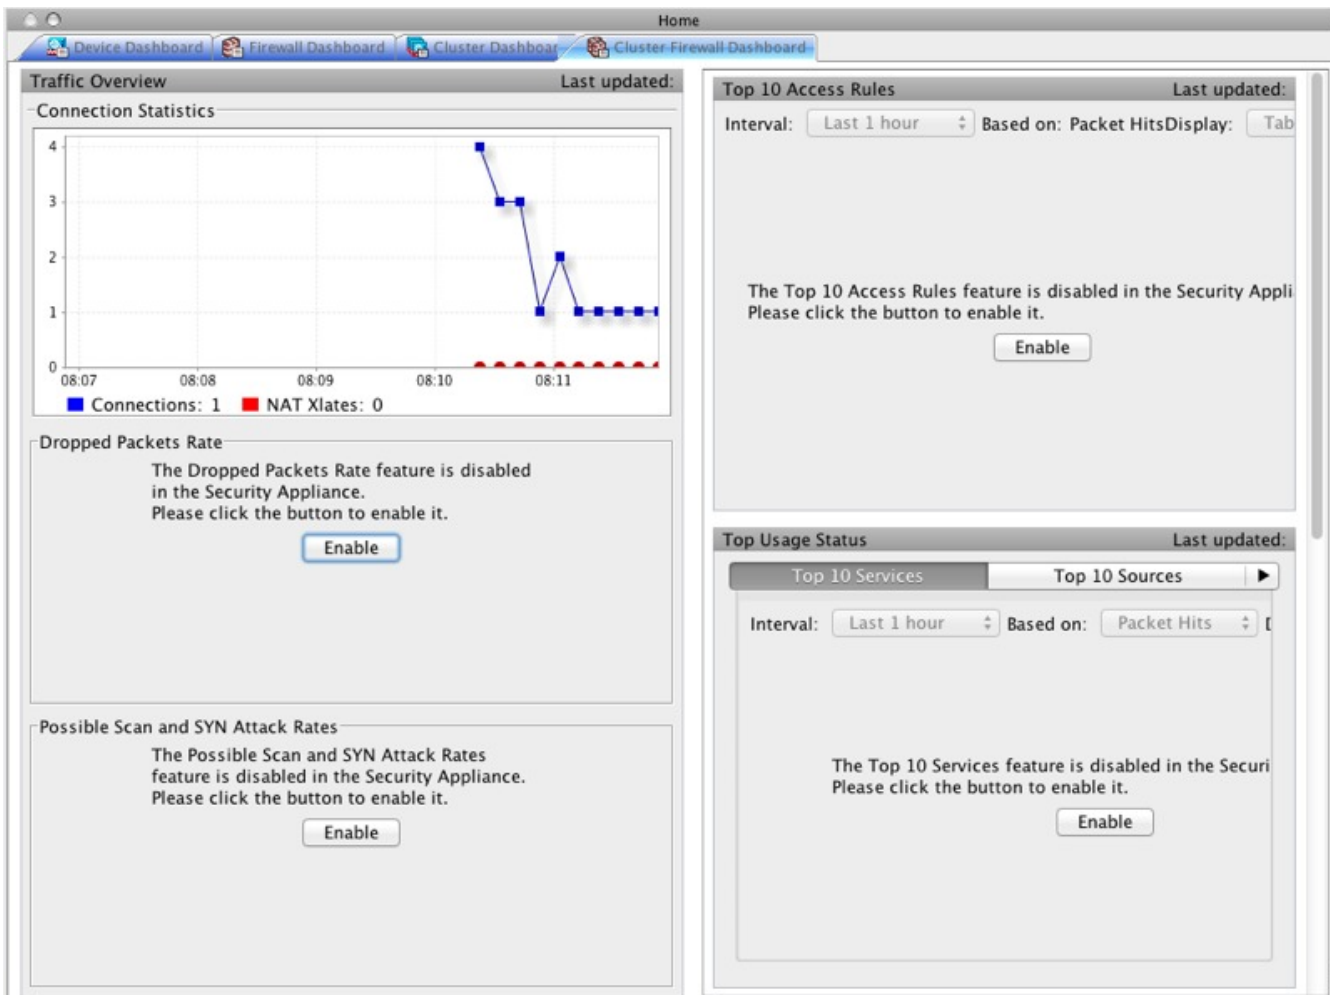 Home
Device Dashboard
Firewall Dashboard
Cluster Dashboar
Cluster Firewall Dashboard
Traffic Overview
Last updated:
Connection Statistics
4
3
2
1
0
08:07
08:08
08:09
08:10
08:11
Connections: 1
NAT Xlates: 0
Dropped Packets Rate
The Dropped Packets Rate feature is disabled
in the Security Appliance.
Please click the button to enable it.
Enable
Possible Scan and SYN Attack Rates
The Possible Scan and SYN Attack Rates
feature is disabled in the Security Appliance.
Please click the button to enable it.
Enable
Top 10 Access Rules
Last updated:
Interval: Last 1 hour Based on: Packet HitsDisplay: Tab
The Top 10 Access Rules feature is disabled in the Security Appli
Please click the button to enable it.
Enable
Top Usage Status
Last updated:
Top 10 Services
Top 10 Sources
Interval: Last 1 hour Based on: Packet Hits
The Top 10 Services feature is disabled in the Securi
Please click the button to enable it.
Enable